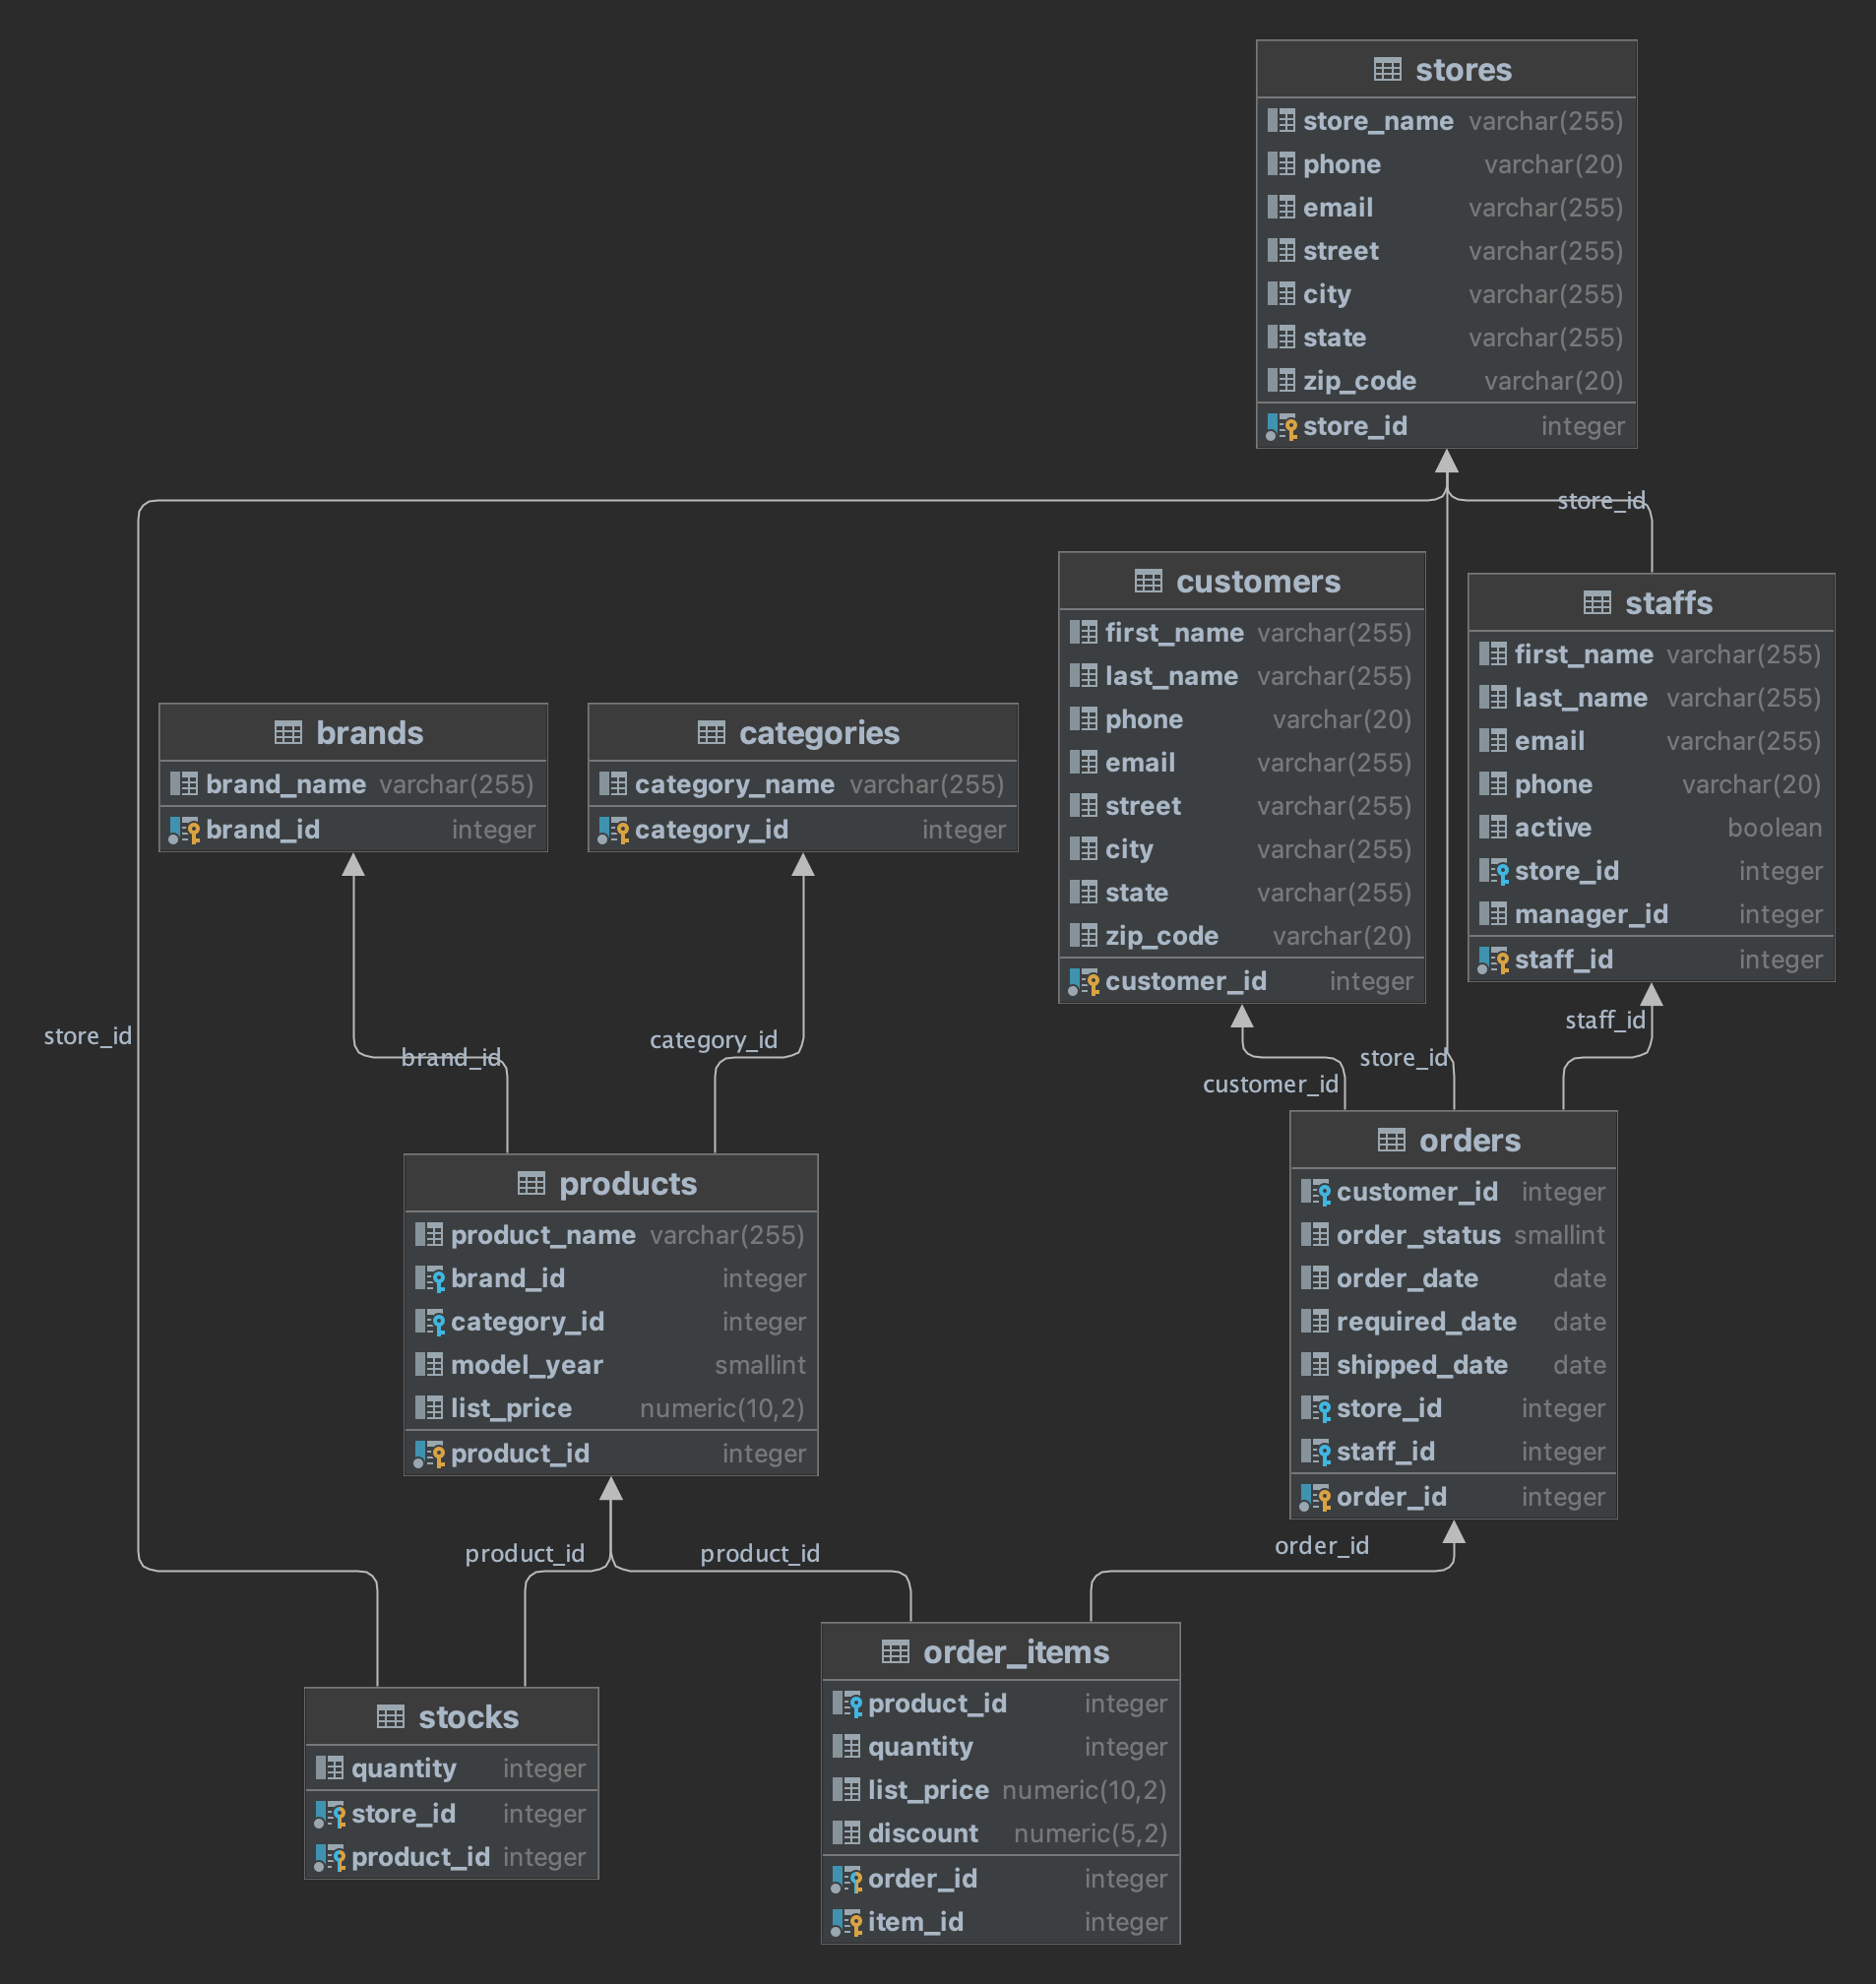 stores
store_name varchar(255)
phone varchar(20)
email varchar(255)
street varchar(255)
city varchar(255)
state varchar(255)
zip_code varchar(20)
store_id integer
store_id
customers
first_name varchar(255)
last_name varchar(255)
phone varchar(20)
email varchar(255)
street varchar(255)
city varchar(255)
state varchar(255)
zip_code varchar(20)
customer_id integer
staffs
first_name varchar(255)
last_name varchar(255)
email varchar(255)
phone varchar(20)
active boolean
store_id integer
manager_id integer
staff_id integer
brands
brand_name varchar(255)
brand_id integer
categories
category_name varchar(255)
category_id integer
store_id
brand_id
category_id
customer_id
store_id
staff_id
products
product_name varchar(255)
brand_id integer
category_id integer
model_year smallint
list_price numeric(10,2)
product_id integer
orders
customer_id integer
order_status smallint
order_date date
required_date date
shipped_date date
store_id integer
staff_id integer
order_id integer
product_id
product_id
order_id
stocks
quantity integer
store_id integer
product_id integer
order_items
product_id integer
quantity integer
list_price numeric(10,2)
discount numeric(5,2)
order_id integer
item_id integer